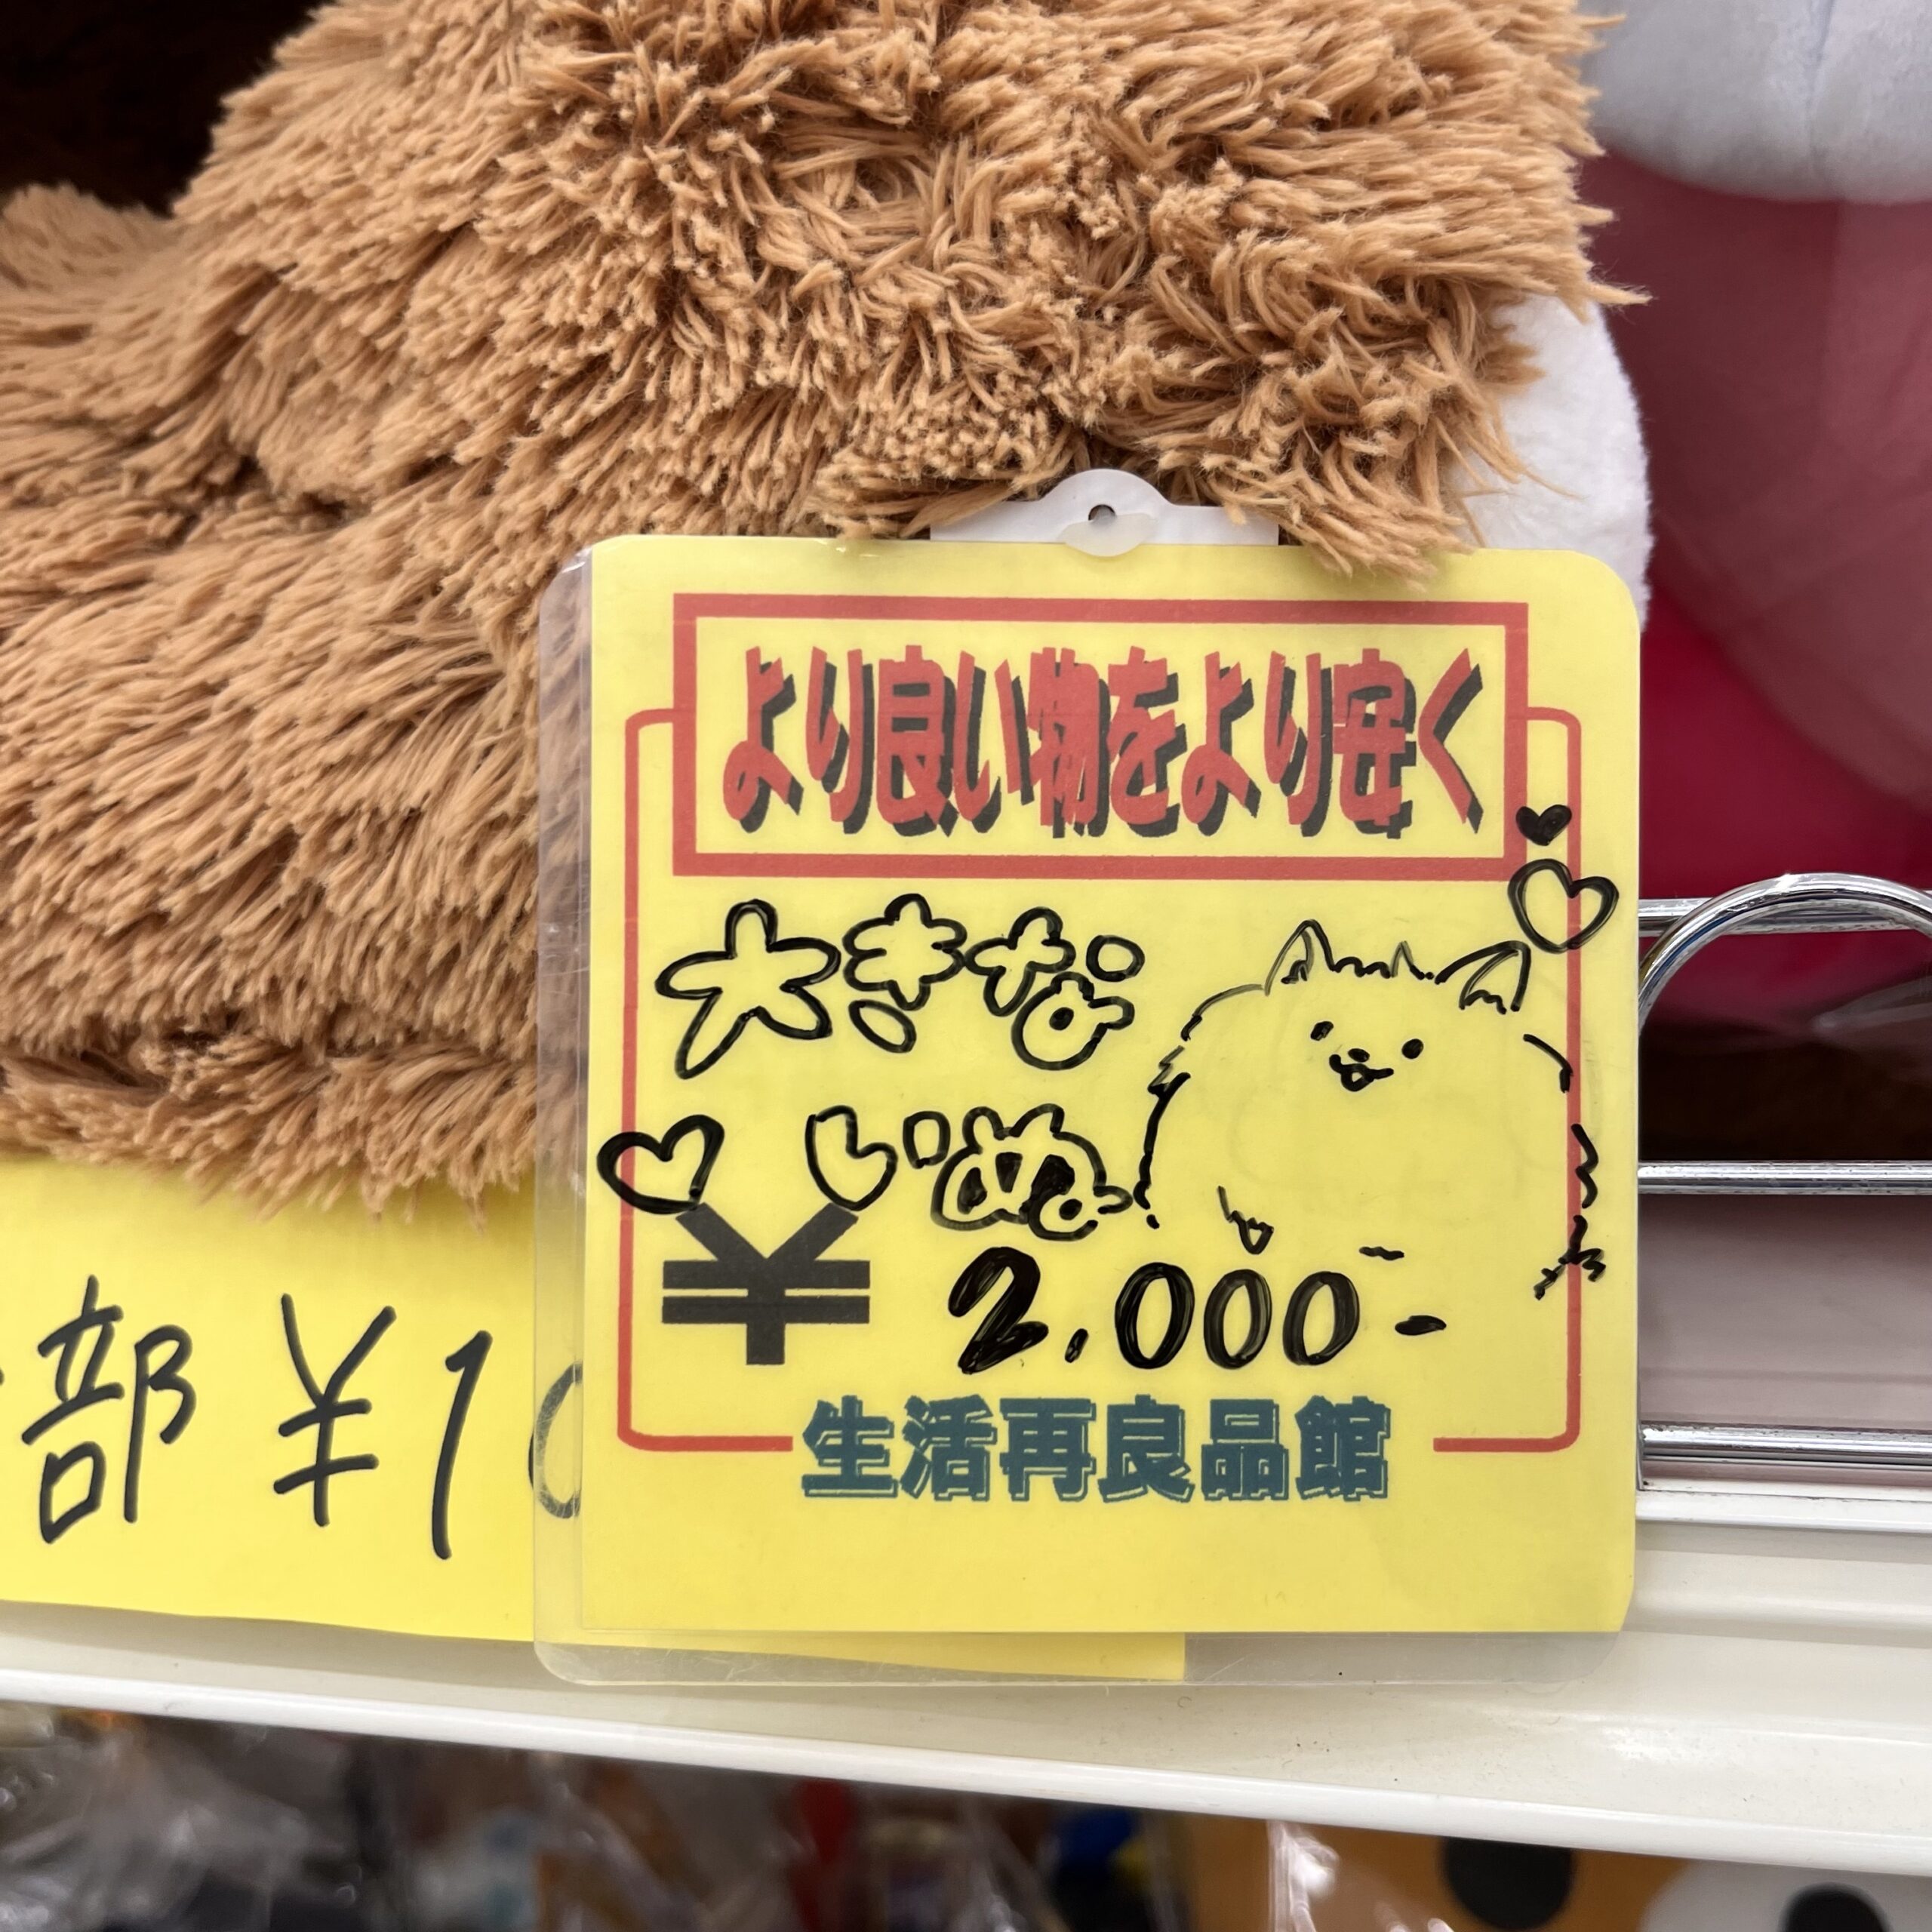 より良い物をより安く
大きな
いぬ
¥ 2.000-
生活再良品館
部 ¥10